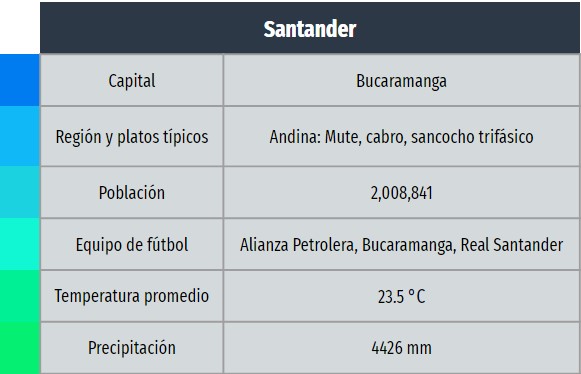 Santander
Capital Bucaramanga
Región y platos típicos Andina: Mute, cabro, sancocho trifásico
Población 2,008,841
Equipo de fútbol Alianza Petrolera, Bucaramanga, Real Santander
Temperatura promedio 23.5 °C
Precipitación 4426 mm